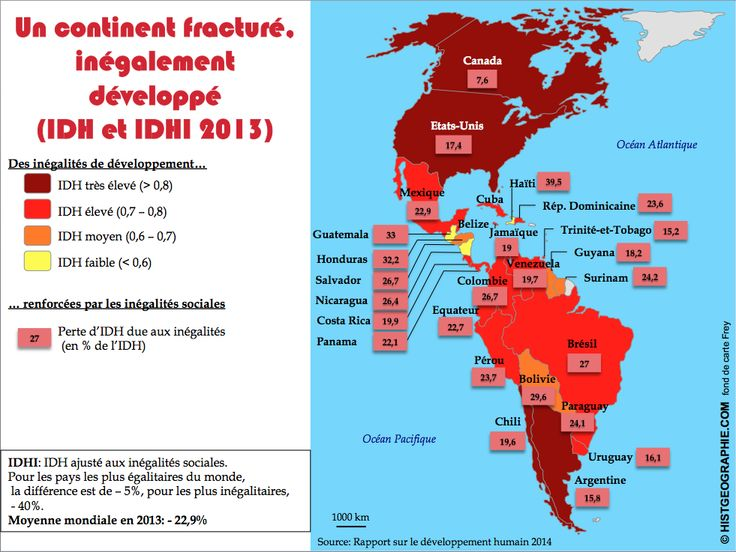 Un continent fracturé,
inégalement
développé
(IDH et IDHI 2013)
Des inégalités de développement…
IDH très élevé (> 0,8)
IDH élevé (0,7 – 0,8)
IDH moyen (0,6 – 0,7)
IDH faible (< 0,6)
... renforcées par les inégalités sociales
27
Perte d'IDH due aux inégalités
(en % de l'IDH)
IDHI: IDH ajusté aux inégalités sociales.
Pour les pays les plus égalitaires du monde,
la différence est de – 5%, pour les plus inégalitaires,
- 40%.
Moyenne mondiale en 2013: - 22,9%
Canada
7,6
Etats-Unis
17,4
Océan Atlantique
Mexique
22,9
Cuba
Haïti
39,5
Rép. Dominicaine
23,6
Belize
Jamaïque
19
Trinité-et-Tobago
15,2
Guatemala
33
Honduras
32,2
Salvador
26,7
Nicaragua
26,4
Costa Rica
19,9
Panama
22,1
Venezuela
19,7
Guyana
18,2
Surinam
24,2
Colombie
26,7
Equateur
22,7
Pérou
23,7
Brésil
27
Bolivie
29,6
Paraguay
24,1
Chili
19,6
Uruguay
16,1
Argentine
15,8
Océan Pacifique
1000 km
Source: Rapport sur le développement humain 2014
© HISTGEOGRAPHIE.COM fond de carte Frey